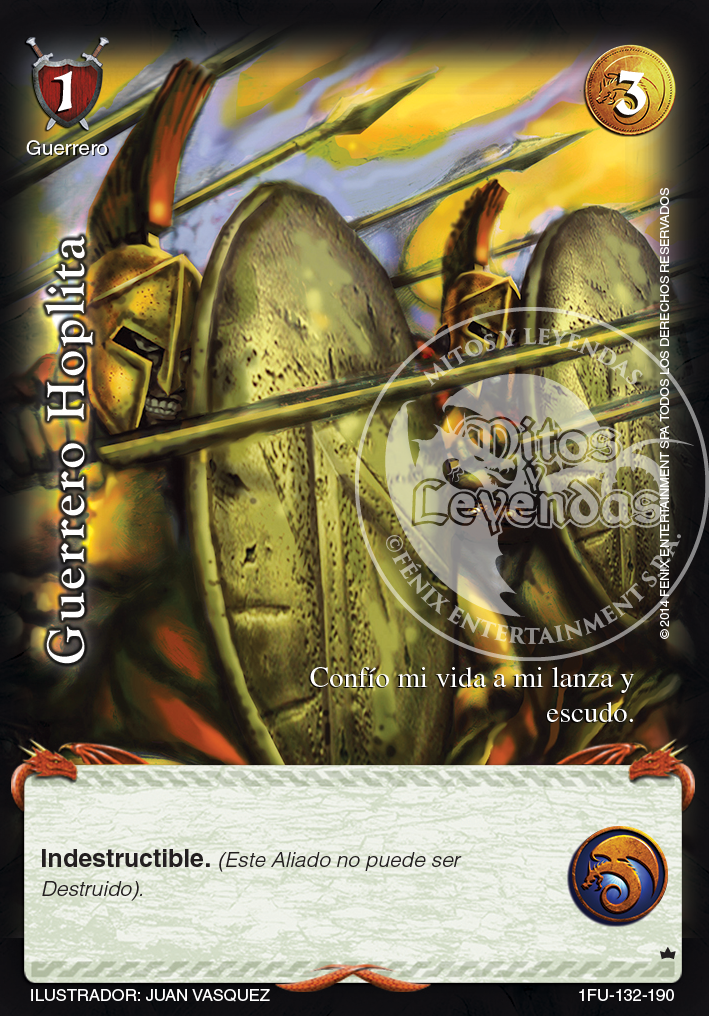 1
Guerrero
3
Guerrero Hoplita
© 2014 FENIX ENTERTAINMENT SPA TODOS LOS DERECHOS RESERVADOS
MITOS Y LEYENDAS
Mitos y
Leyendas
© FÉNIX ENTERTAINMENT S.P.A.
Confío mi vida a mi lanza y
escudo.
Indestructible. (Este Aliado no puede ser
Destruido).
ILUSTRADOR: JUAN VASQUEZ
1FU-132-190